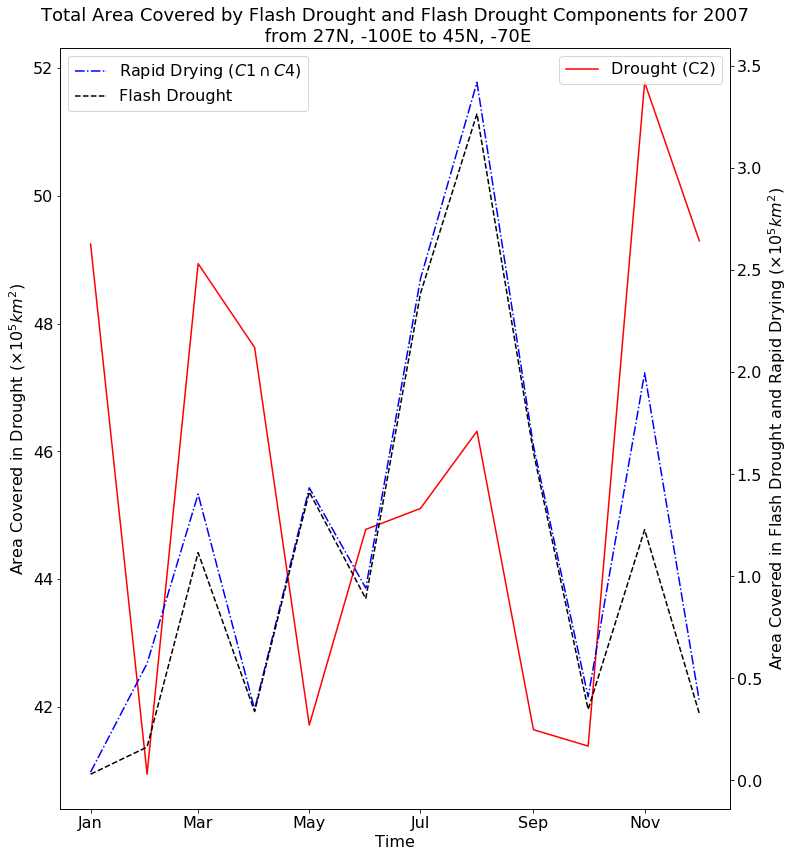 Total Area Covered by Flash Drought and Flash Drought Components for 2007
from 27N, -100E to 45N, -70E
Rapid Drying (C1 ∩ C4)
Flash Drought
Drought (C2)
Area Covered in Drought (×10⁵km²)
52
50
48
46
44
42
3.5
3.0
2.5
2.0
1.5
1.0
0.5
0.0
Area Covered in Flash Drought and Rapid Drying (×10⁵km²)
Jan Mar May Jul Sep Nov
Time